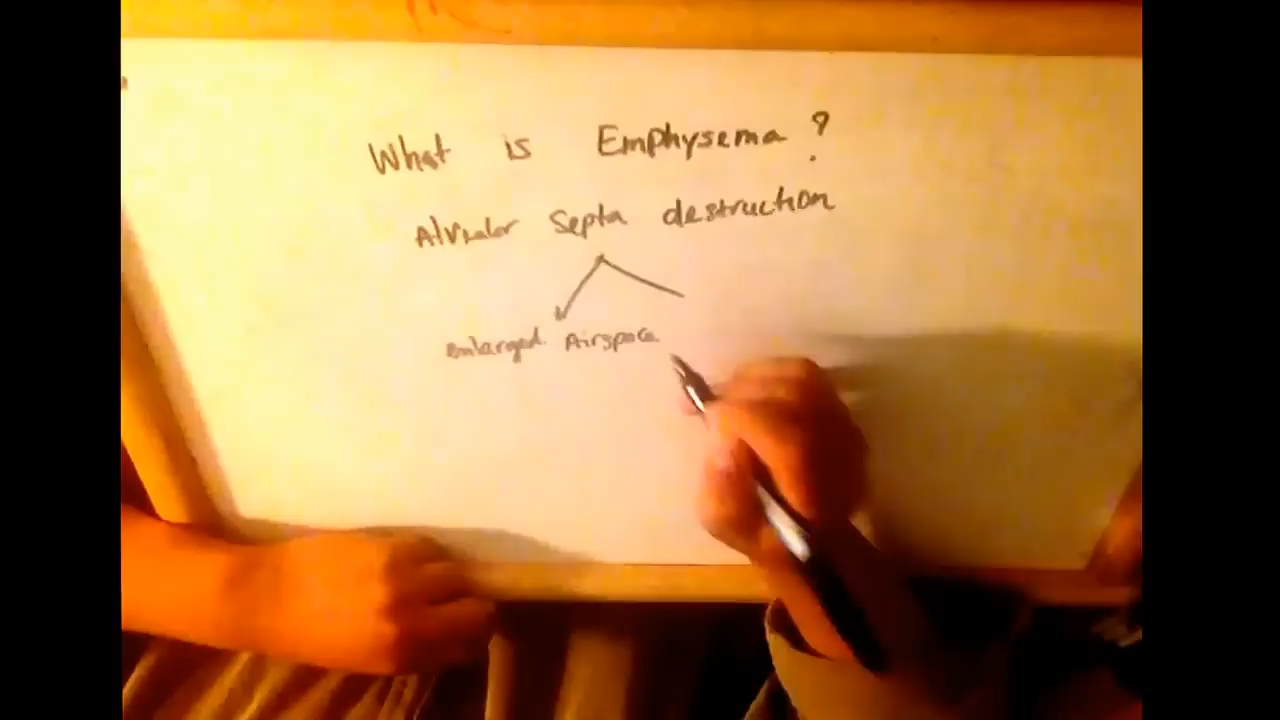 What is Emphysema?
Alveolar Septa destruction
Enlarged Airspace